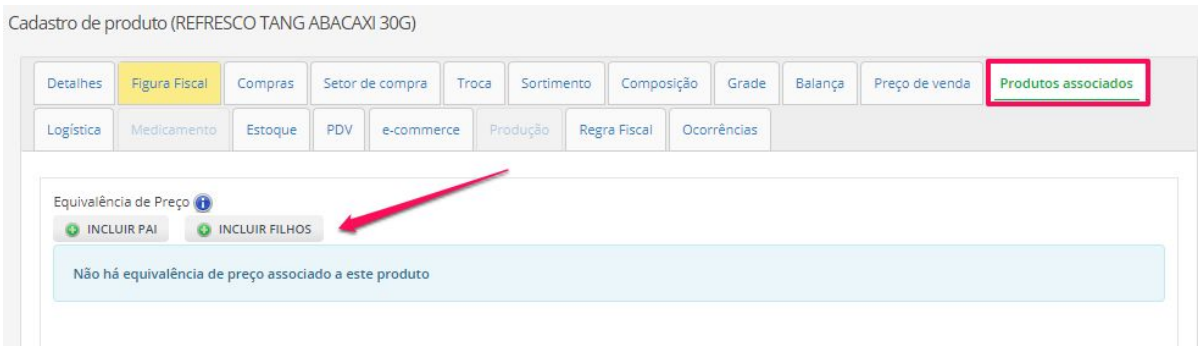 Cadastro de produto (REFRESCO TANG ABACAXI 30G)
Detalhes Figura Fiscal Compras Setor de compra Troca Sortimento Composição Grade Balança Preço de venda Produtos associados
Logística Medicamento Estoque PDV e-commerce Produção Regra Fiscal Ocorrências
Equivalência de Preço
INCLUIR PAI INCLUIR FILHOS
Não há equivalência de preço associado a este produto